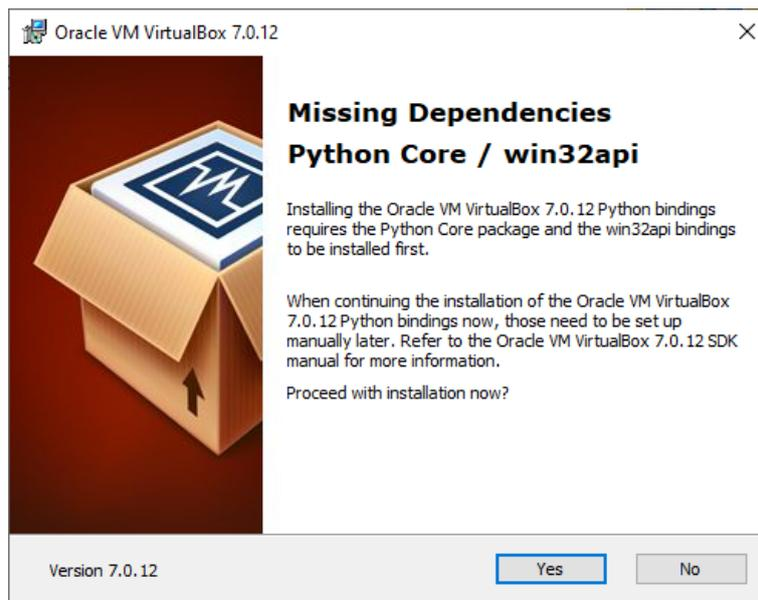 Oracle VM VirtualBox 7.0.12
Missing Dependencies
Python Core / win32api
Installing the Oracle VM VirtualBox 7.0.12 Python bindings
requires the Python Core package and the win32api bindings
to be installed first.
When continuing the installation of the Oracle VM VirtualBox
7.0.12 Python bindings now, those need to be set up
manually later. Refer to the Oracle VM VirtualBox 7.0.12 SDK
manual for more information.
Proceed with installation now?
Version 7.0.12
Yes
No